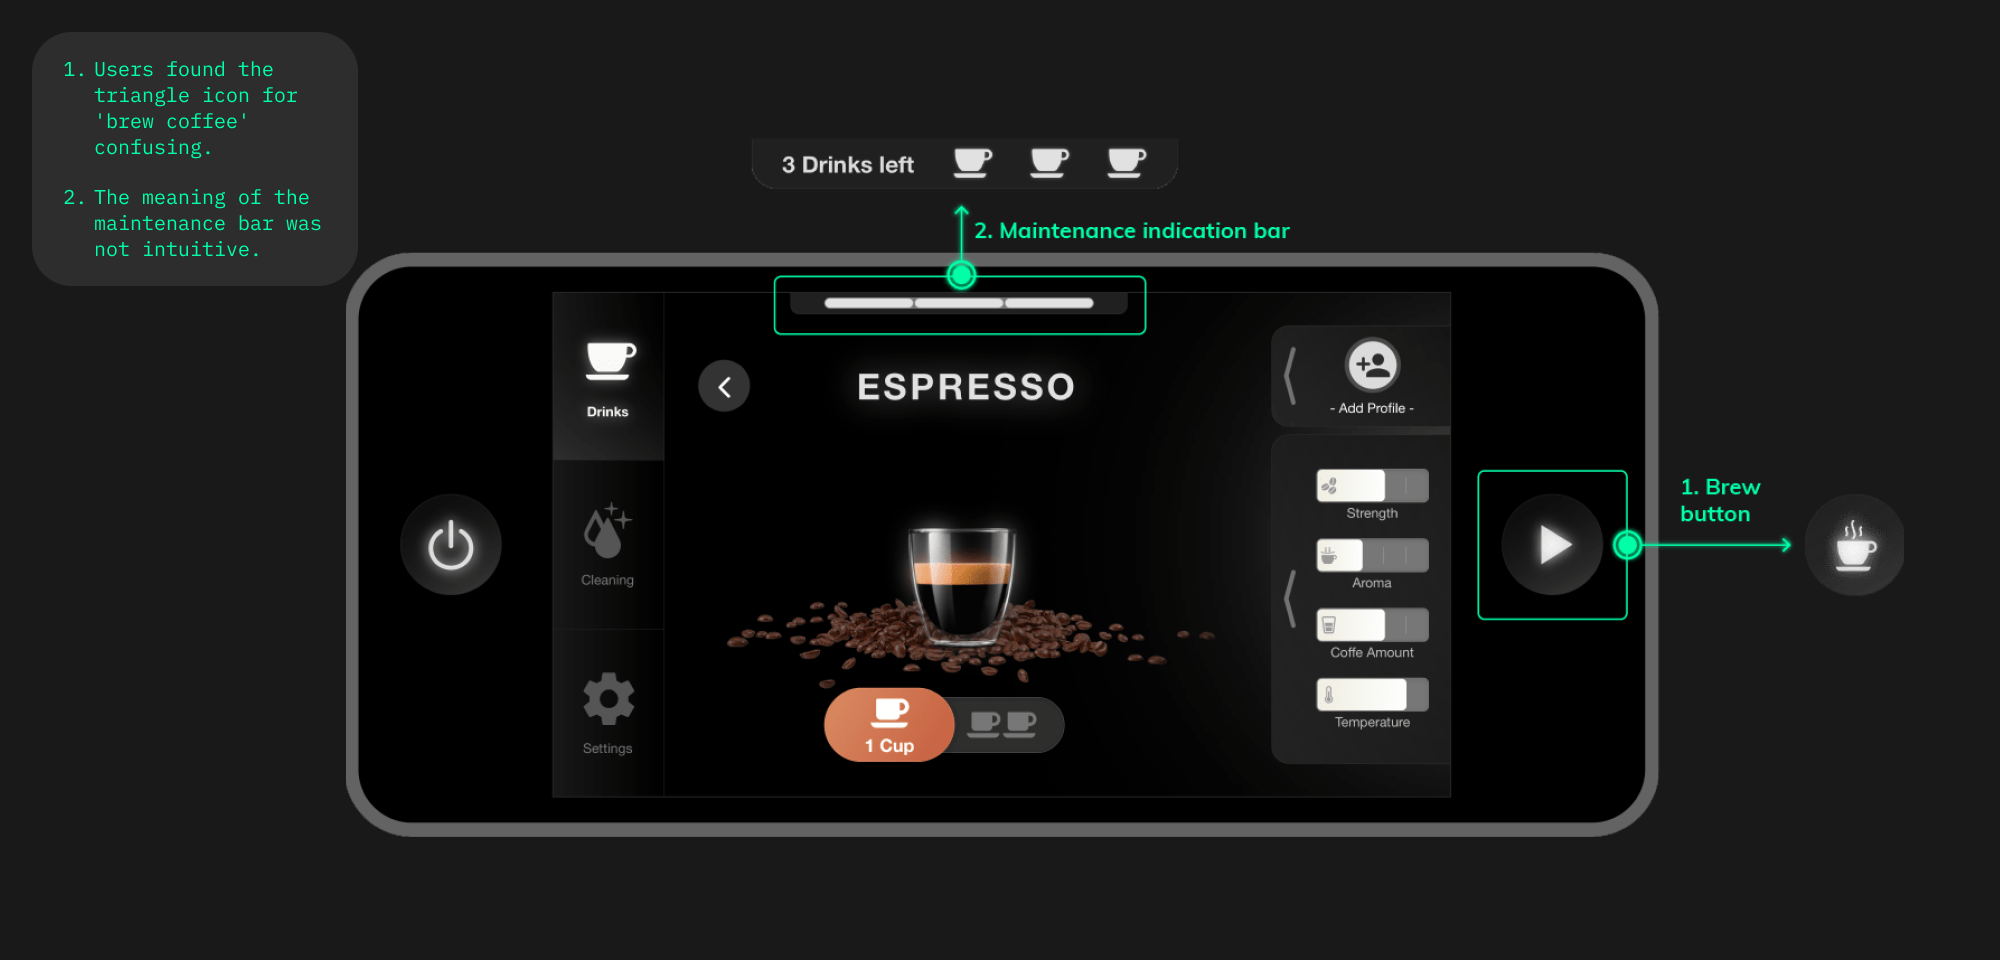 1. Users found the
triangle icon for
'brew coffee'
confusing.
2. The meaning of the
maintenance bar was
not intuitive.
3 Drinks left
2. Maintenance indication bar
Drinks
ESPRESSO
- Add Profile -
Strength
1. Brew
button
Cleaning
Aroma
Coffe Amount
Settings
1 Cup
Temperature